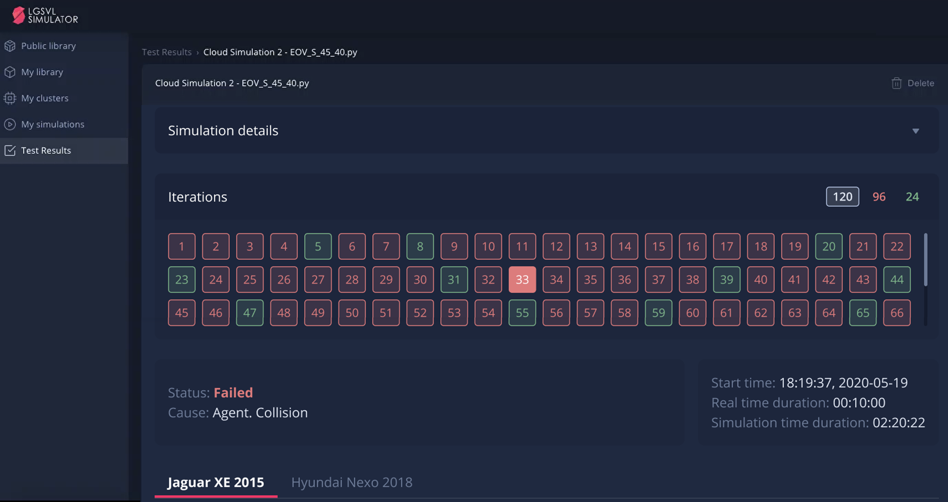 LGSVL
SIMULATOR
Public library
My library
My clusters
My simulations
Test Results
Test Results › Cloud Simulation 2 - EOV_S_45_40.py
Cloud Simulation 2 - EOV_S_45_40.py
Delete
Simulation details
Iterations
120 96 24
1 2 3 4 5 6 7 8 9 10 11 12 13 14 15 16 17 18 19 20 21 22
23 24 25 26 27 28 29 30 31 32 33 34 35 36 37 38 39 40 41 42 43 44
45 46 47 48 49 50 51 52 53 54 55 56 57 58 59 60 61 62 63 64 65 66
Status: Failed
Cause: Agent. Collision
Start time: 18:19:37, 2020-05-19
Real time duration: 00:10:00
Simulation time duration: 02:20:22
Jaguar XE 2015 Hyundai Nexo 2018